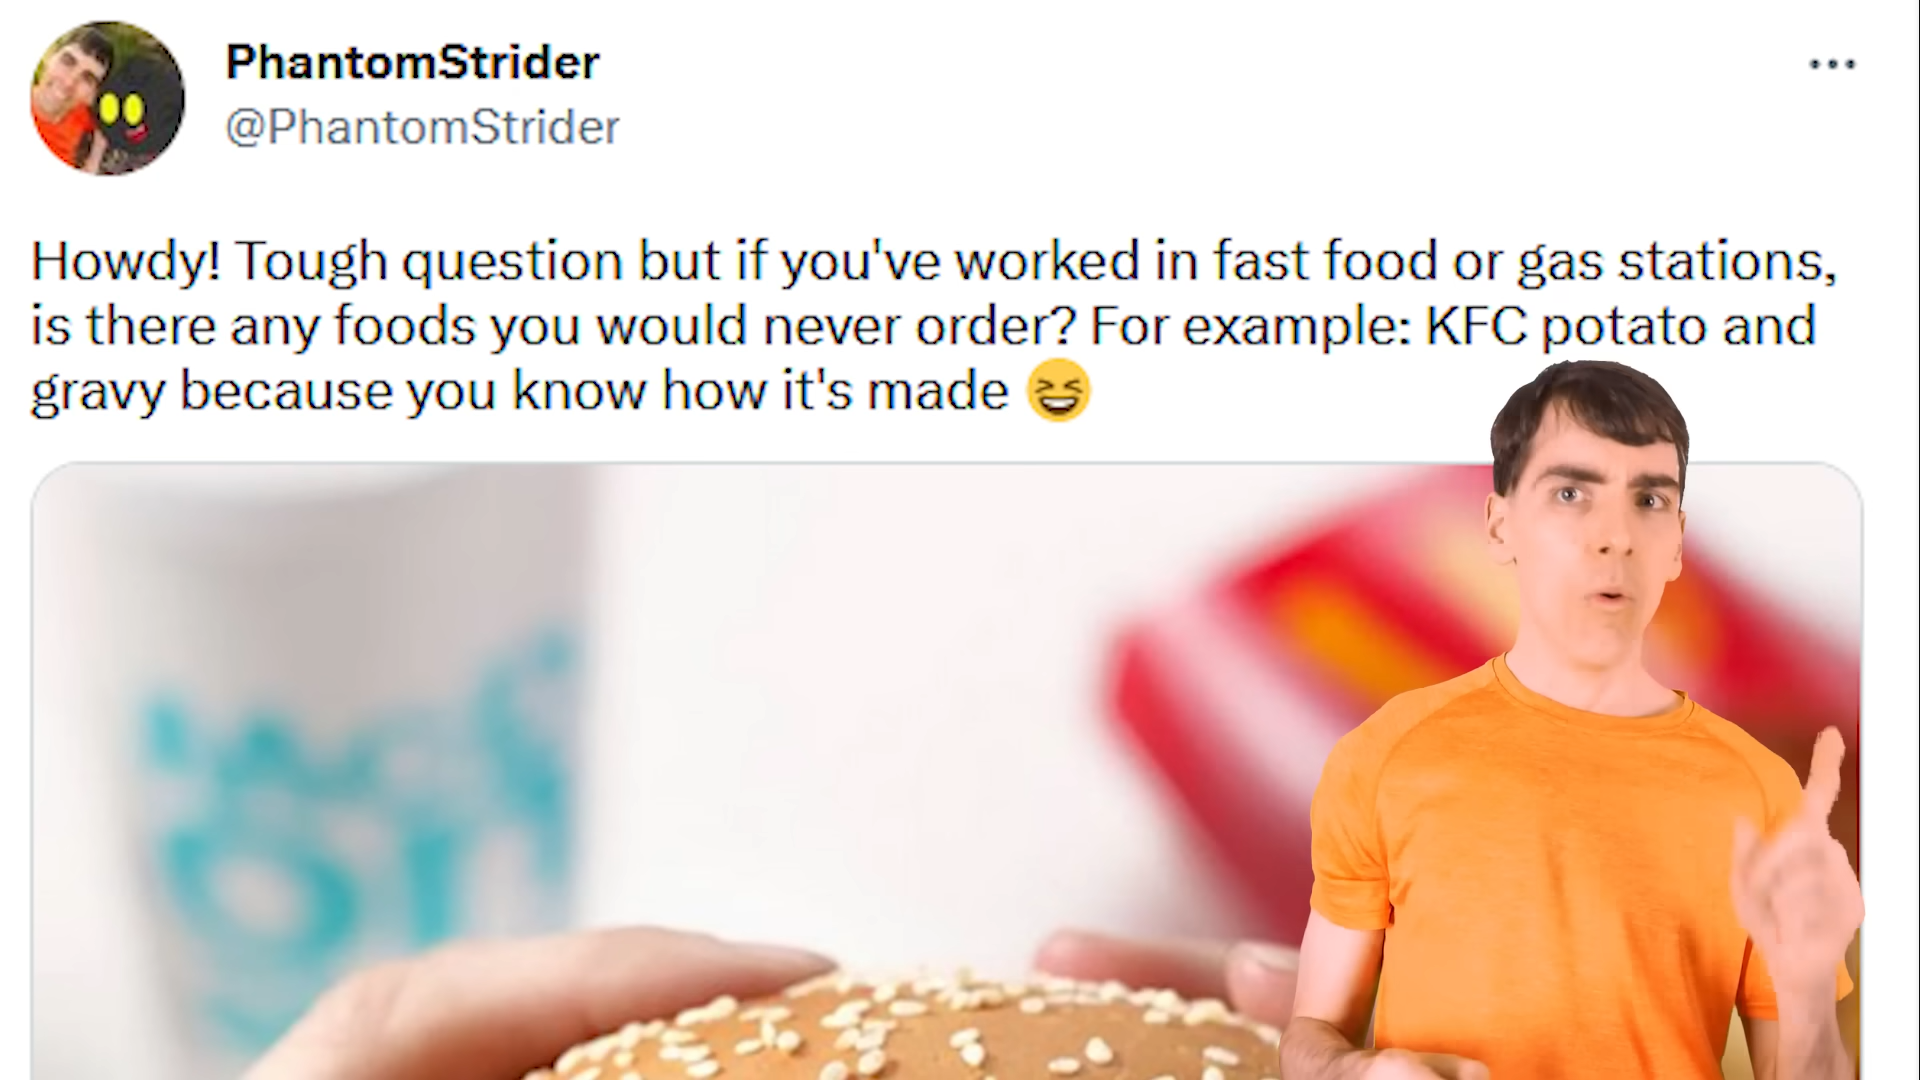 PhantomStrider
@PhantomStrider
Howdy! Tough question but if you've worked in fast food or gas stations,
is there any foods you would never order? For example: KFC potato and
gravy because you know how it's made 😆